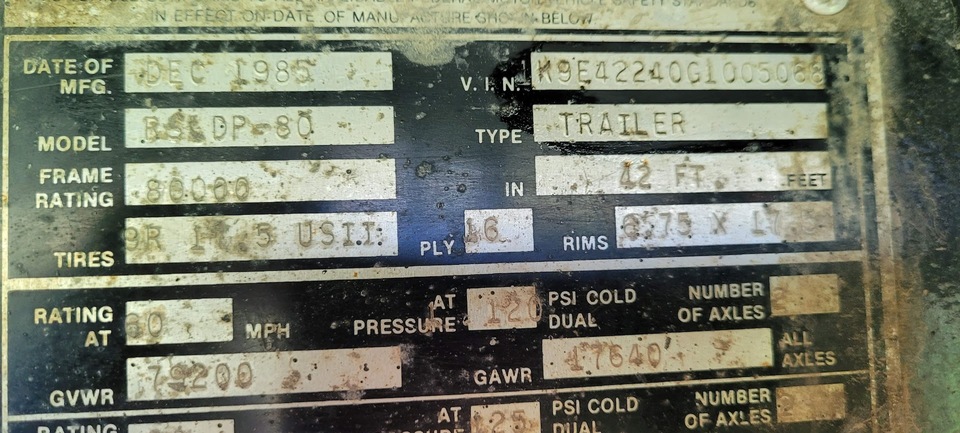 IN EFFECT ON DATE OF MANUFACTURE SHOWN BELOW
DATE OF MFG. DEC 1985 V.I.N. K9E42240G1005068
MODEL TYPE TRAILER
FRAME RATING 80000 IN 42 FT. FEET
TIRES 9R 17.5 USII PLY 16 RIMS 6.75 X 17.5
RATING AT 60 MPH AT PRESSURE 120 PSI COLD DUAL NUMBER OF AXLES
GVWR GAWR 17640 ALL AXLES
RATING AT 125 PSI COLD DUAL NUMBER OF AXLES